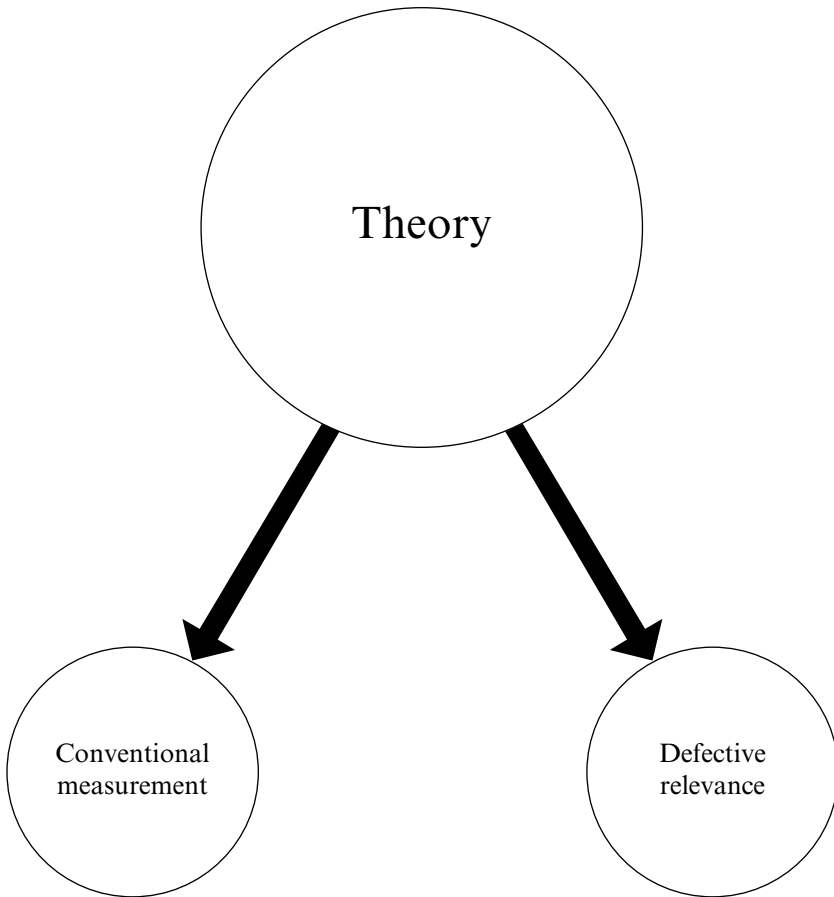 Theory
Conventional
measurement
Defective
relevance